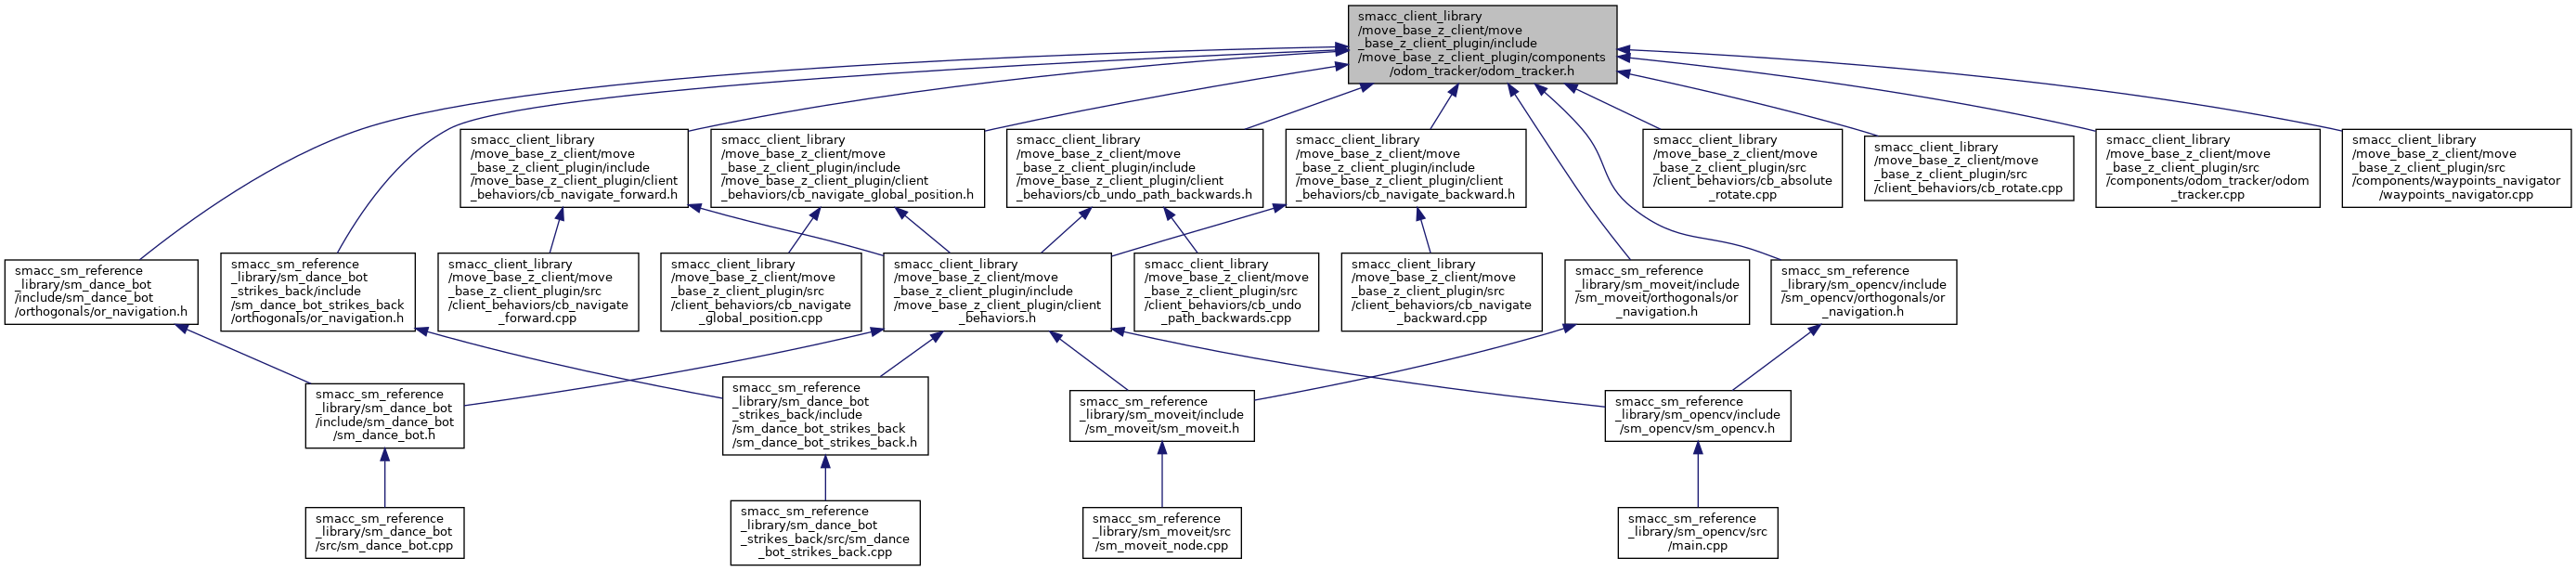 smacc_client_library
/move_base_z_client/move
_base_z_client_plugin/include
/move_base_z_client_plugin/components
/odom_tracker/odom_tracker.h
smacc_client_library
/move_base_z_client/move
_base_z_client_plugin/include
/move_base_z_client_plugin/client
_behaviors/cb_navigate_forward.h
smacc_client_library
/move_base_z_client/move
_base_z_client_plugin/include
/move_base_z_client_plugin/client
_behaviors/cb_navigate_global_position.h
smacc_client_library
/move_base_z_client/move
_base_z_client_plugin/include
/move_base_z_client_plugin/client
_behaviors/cb_undo_path_backwards.h
smacc_client_library
/move_base_z_client/move
_base_z_client_plugin/include
/move_base_z_client_plugin/client
_behaviors/cb_navigate_backward.h
smacc_client_library
/move_base_z_client/move
_base_z_client_plugin/src
/client_behaviors/cb_absolute
_rotate.cpp
smacc_client_library
/move_base_z_client/move
_base_z_client_plugin/src
/client_behaviors/cb_rotate.cpp
smacc_client_library
/move_base_z_client/move
_base_z_client_plugin/src
/components/odom_tracker/odom
_tracker.cpp
smacc_client_library
/move_base_z_client/move
_base_z_client_plugin/src
/components/waypoints_navigator
/waypoints_navigator.cpp
smacc_sm_reference
_library/sm_dance_bot
/include/sm_dance_bot
/orthogonals/or_navigation.h
smacc_sm_reference
_library/sm_dance_bot
_strikes_back/include
/sm_dance_bot_strikes_back
/orthogonals/or_navigation.h
smacc_client_library
/move_base_z_client/move
_base_z_client_plugin/src
/client_behaviors/cb_navigate
_forward.cpp
smacc_client_library
/move_base_z_client/move
_base_z_client_plugin/src
/client_behaviors/cb_navigate
_global_position.cpp
smacc_client_library
/move_base_z_client/move
_base_z_client_plugin/include
/move_base_z_client_plugin/client
_behaviors.h
smacc_client_library
/move_base_z_client/move
_base_z_client_plugin/src
/client_behaviors/cb_undo
_path_backwards.cpp
smacc_client_library
/move_base_z_client/move
_base_z_client_plugin/src
/client_behaviors/cb_navigate
_backward.cpp
smacc_sm_reference
_library/sm_moveit/include
/sm_moveit/orthogonals/or
_navigation.h
smacc_sm_reference
_library/sm_opencv/include
/sm_opencv/orthogonals/or
_navigation.h
smacc_sm_reference
_library/sm_dance_bot
/include/sm_dance_bot
/sm_dance_bot.h
smacc_sm_reference
_library/sm_dance_bot
_strikes_back/include
/sm_dance_bot_strikes_back
/sm_dance_bot_strikes_back.h
smacc_sm_reference
_library/sm_moveit/include
/sm_moveit/sm_moveit.h
smacc_sm_reference
_library/sm_opencv/include
/sm_opencv/sm_opencv.h
smacc_sm_reference
_library/sm_dance_bot
/src/sm_dance_bot.cpp
smacc_sm_reference
_library/sm_dance_bot
_strikes_back/src/sm_dance
_bot_strikes_back.cpp
smacc_sm_reference
_library/sm_moveit/src
/sm_moveit_node.cpp
smacc_sm_reference
_library/sm_opencv/src
/main.cpp